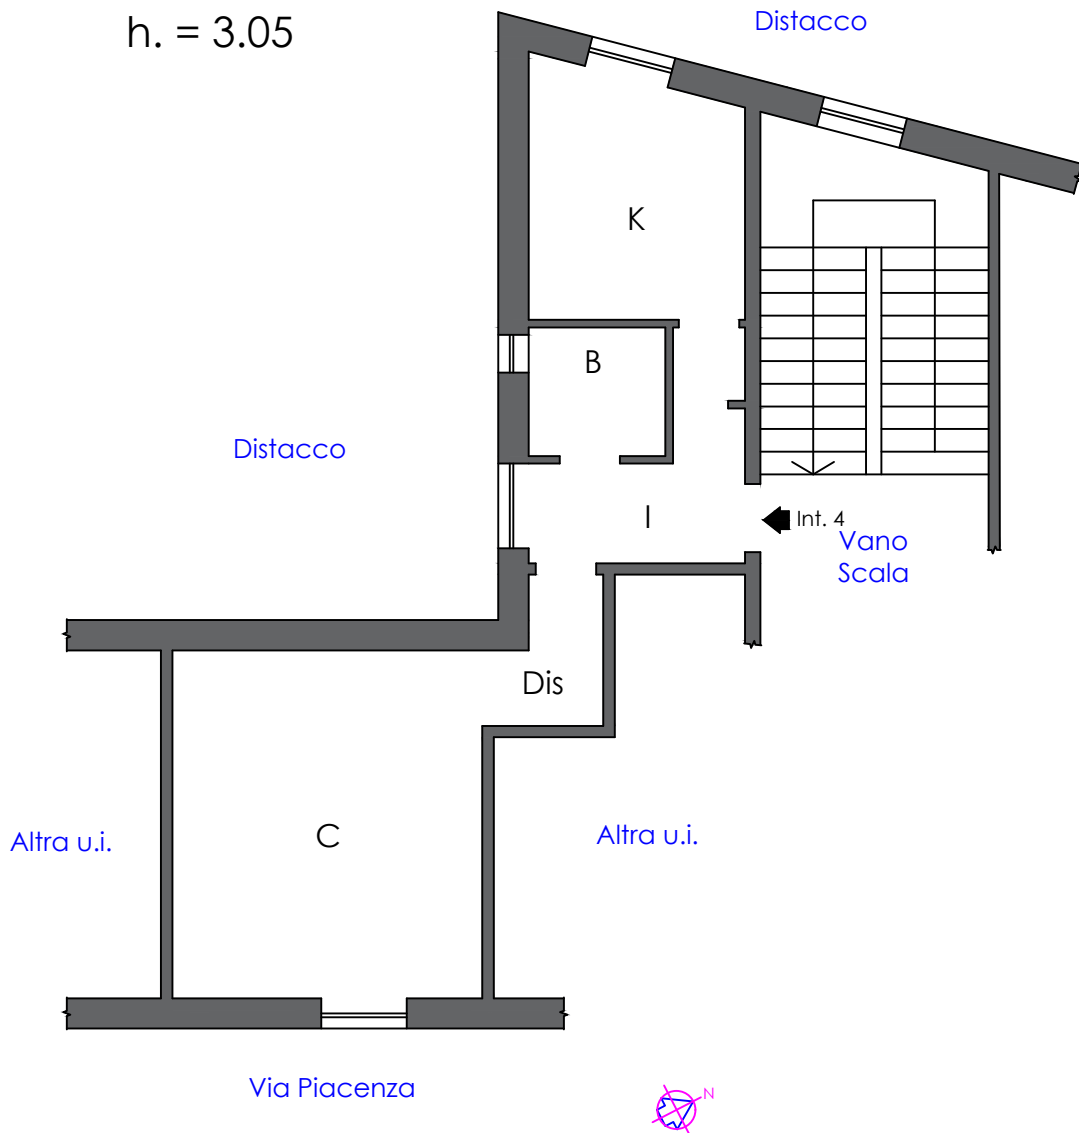 h. = 3.05
Distacco
K
B
Distacco
I
Int. 4
Vano
Scala
Dis
C
Altra u.i.
Altra u.i.
Via Piacenza
N